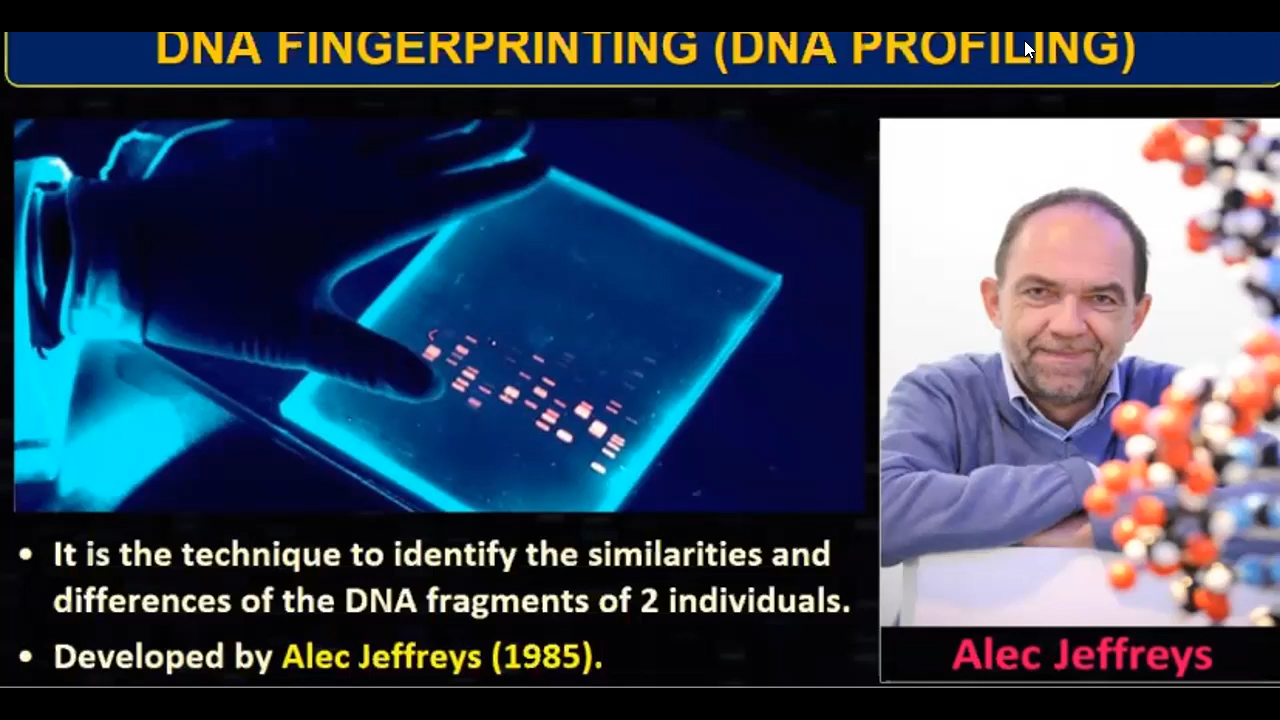 DNA FINGERPRINTING (DNA PROFILING)
• It is the technique to identify the similarities and
differences of the DNA fragments of 2 individuals.
• Developed by Alec Jeffreys (1985).
Alec Jeffreys